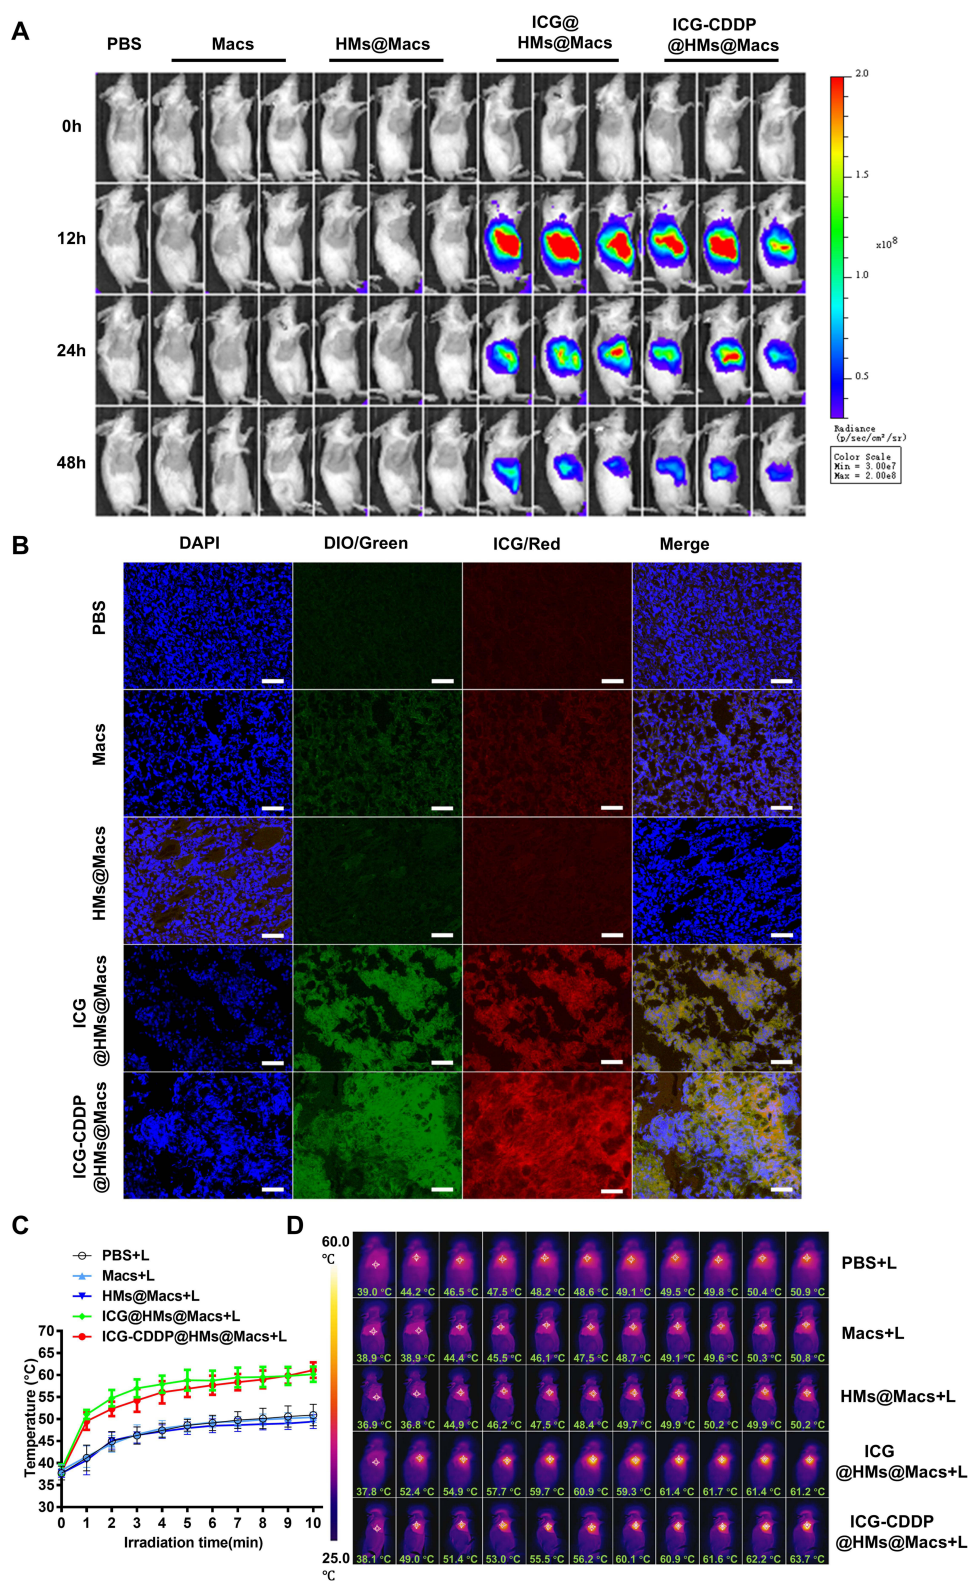 A
PBS
Macs
HMs@Macs
ICG@
HMs@Macs
ICG-CDDP
@HMs@Macs
0h
12h
24h
48h
2.0
1.5
x10⁸
1.0
0.5
Radiance
(p/sec/cm²/sr)
Color Scale
Min = 3.00e7
Max = 2.00e8
B
DAPI
DIO/Green
ICG/Red
Merge
PBS
Macs
HMs@Macs
ICG
@HMs@Macs
ICG-CDDP
@HMs@Macs
C
PBS+L
Macs+L
HMs@Macs+L
ICG@HMs@Macs+L
ICG-CDDP@HMs@Macs+L
Temperature (°C)
70
65
60
55
50
45
40
35
30
0 1 2 3 4 5 6 7 8 9 10
Irradiation time(min)
D
60.0
°C
25.0
°C
39.0 °C 44.2 °C 46.5 °C 47.5 °C 48.2 °C 48.6 °C 49.1 °C 49.5 °C 49.8 °C 50.4 °C 50.9 °C
PBS+L
38.9 °C 38.9 °C 44.4 °C 45.5 °C 46.1 °C 47.5 °C 48.7 °C 49.1 °C 49.6 °C 50.3 °C 50.8 °C
Macs+L
36.9 °C 36.8 °C 44.9 °C 46.2 °C 47.5 °C 48.4 °C 49.7 °C 49.9 °C 50.2 °C 49.9 °C 50.2 °C
HMs@Macs+L
37.8 °C 52.4 °C 54.9 °C 57.7 °C 59.7 °C 60.9 °C 59.3 °C 61.4 °C 61.7 °C 61.4 °C 61.2 °C
ICG
@HMs@Macs+L
38.1 °C 49.0 °C 51.4 °C 53.0 °C 55.5 °C 56.2 °C 60.1 °C 60.9 °C 61.6 °C 62.2 °C 63.7 °C
ICG-CDDP
@HMs@Macs+L